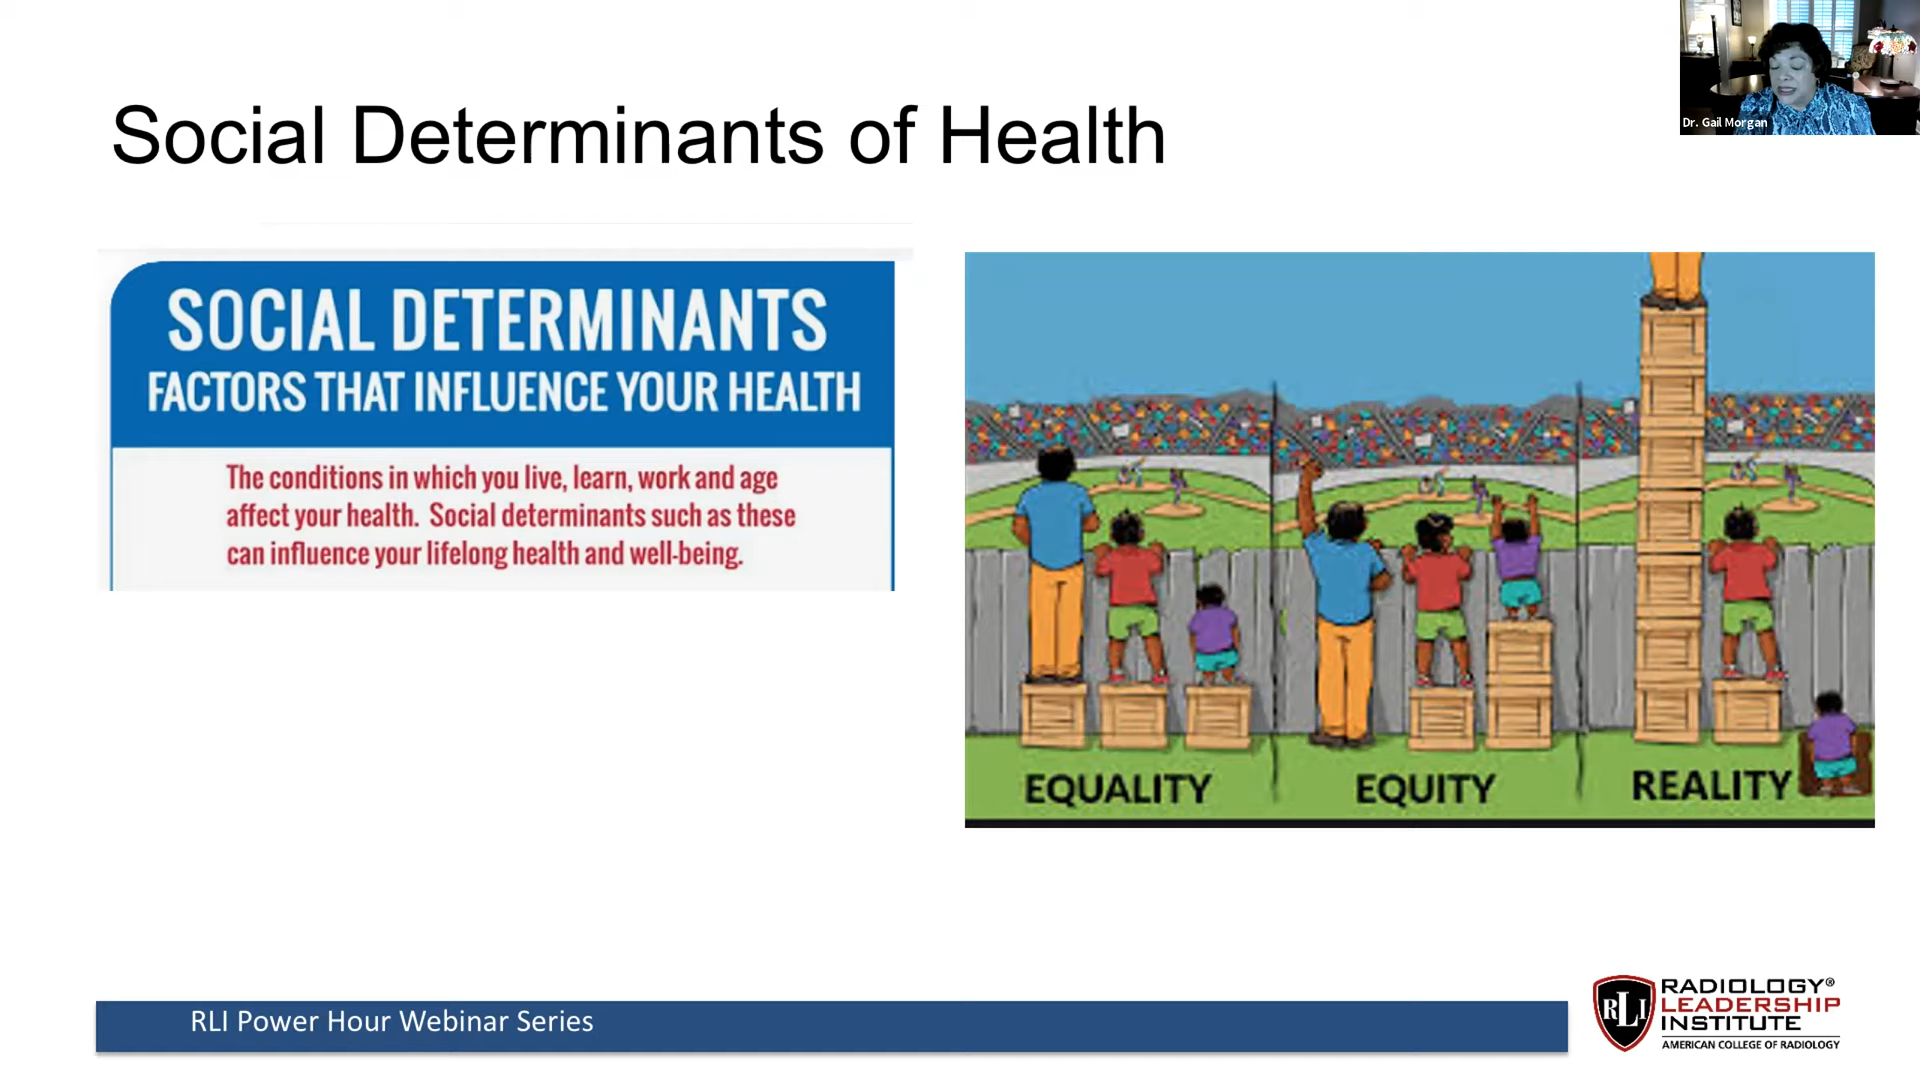 Dr. Gail Morgan
Social Determinants of Health
SOCIAL DETERMINANTS
FACTORS THAT INFLUENCE YOUR HEALTH
The conditions in which you live, learn, work and age
affect your health. Social determinants such as these
can influence your lifelong health and well-being.
EQUALITY
EQUITY
REALITY
RLI Power Hour Webinar Series
RLI
RADIOLOGY®
LEADERSHIP
INSTITUTE
AMERICAN COLLEGE OF RADIOLOGY